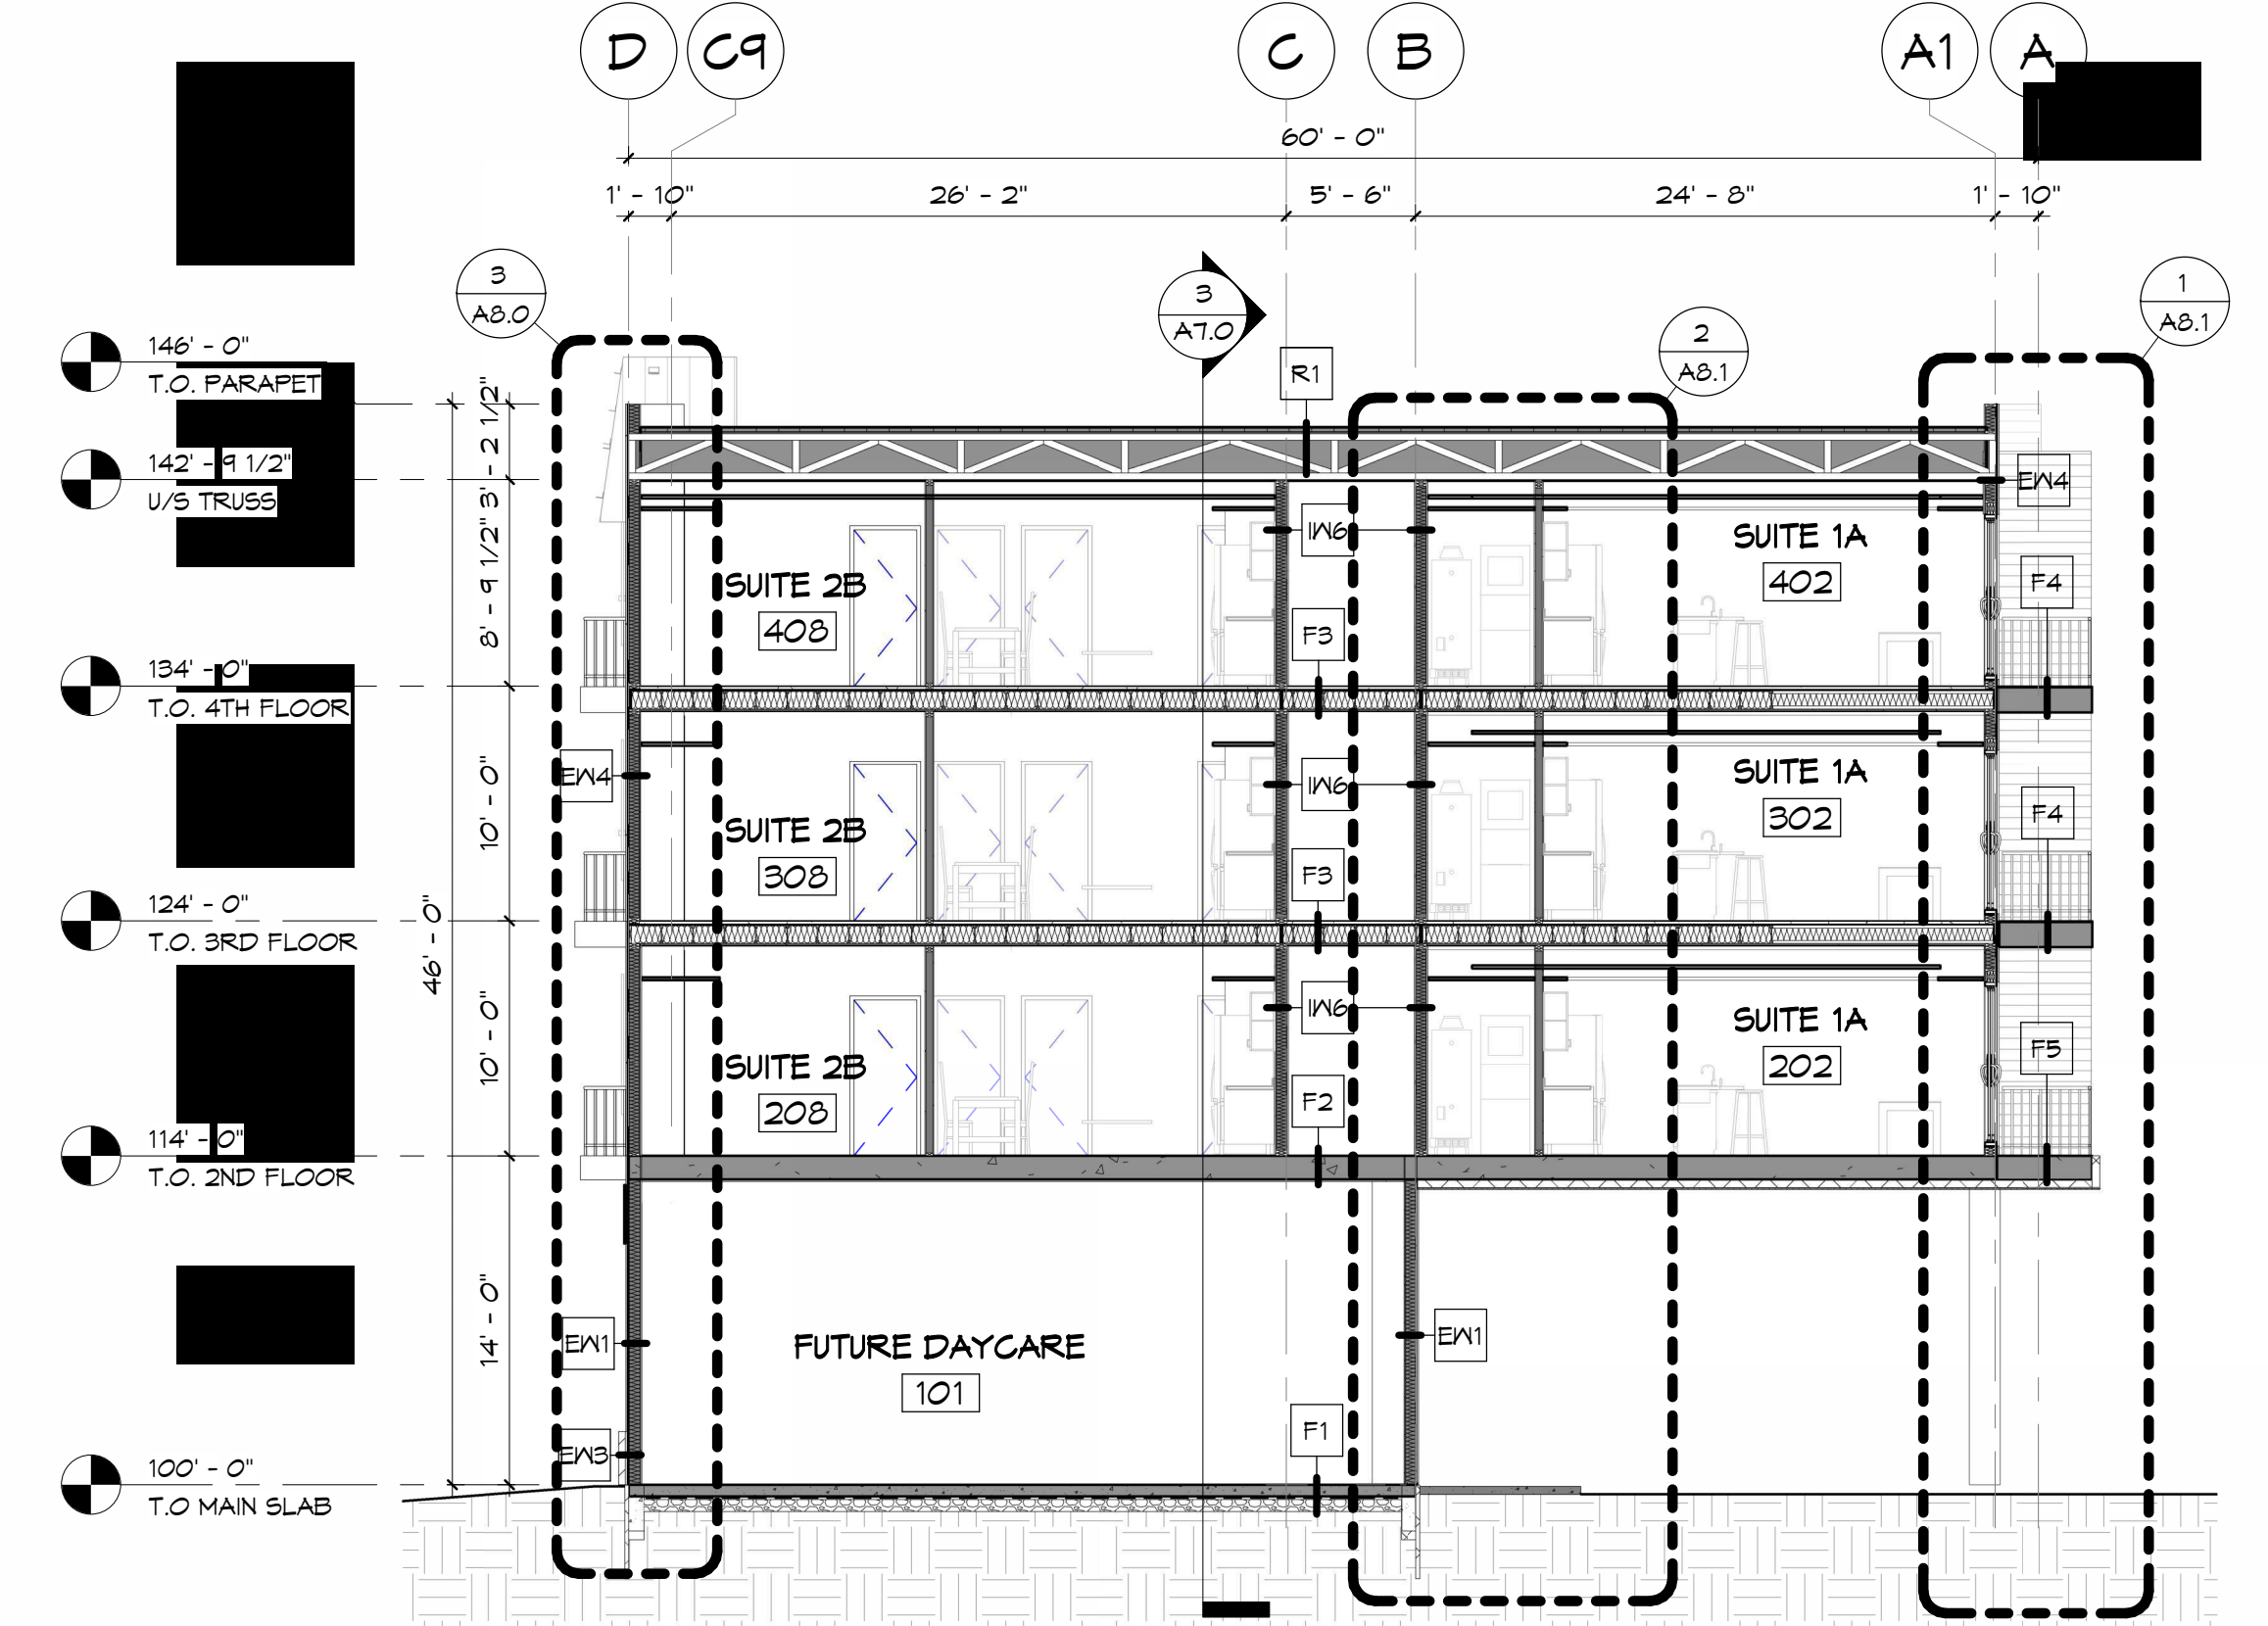 D C9 C B A1 A
60' - 0"
1' - 10" 26' - 2" 5' - 6" 24' - 8" 1' - 10"
3
A8.0
3
A7.0
2
A8.1
1
A8.1
R1
146' - 0"
T.O. PARAPET
3' - 2 1/2"
142' - 9 1/2"
U/S TRUSS
8' - 9 1/2"
EW4
IW6
SUITE 1A
402
SUITE 2B
408
F3
F4
134' - 0"
T.O. 4TH FLOOR
10' - 0"
EW4
IW6
SUITE 1A
302
SUITE 2B
308
F3
F4
124' - 0"
T.O. 3RD FLOOR
46' - 0"
10' - 0"
IW6
SUITE 1A
202
SUITE 2B
208
F2
F5
114' - 0"
T.O. 2ND FLOOR
14' - 0"
EW1
FUTURE DAYCARE
101
EW1
F1
EW3
100' - 0"
T.O MAIN SLAB